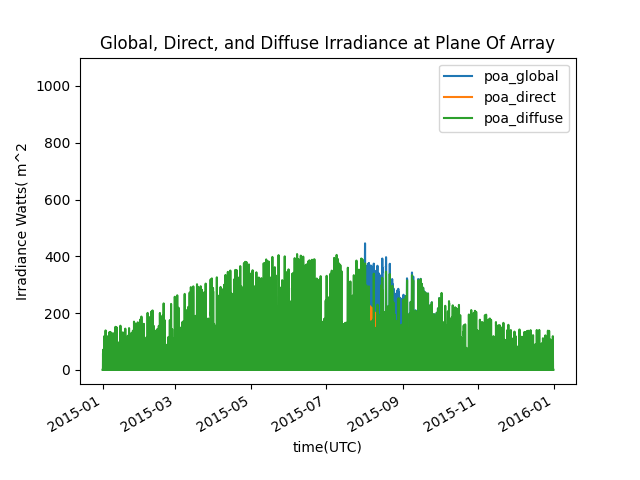 Global, Direct, and Diffuse Irradiance at Plane Of Array
poa_global
poa_direct
poa_diffuse
Irradiance Watts( m^2
1000
800
600
400
200
0
2015-01
2015-03
2015-05
2015-07
2015-09
2015-11
2016-01
time(UTC)